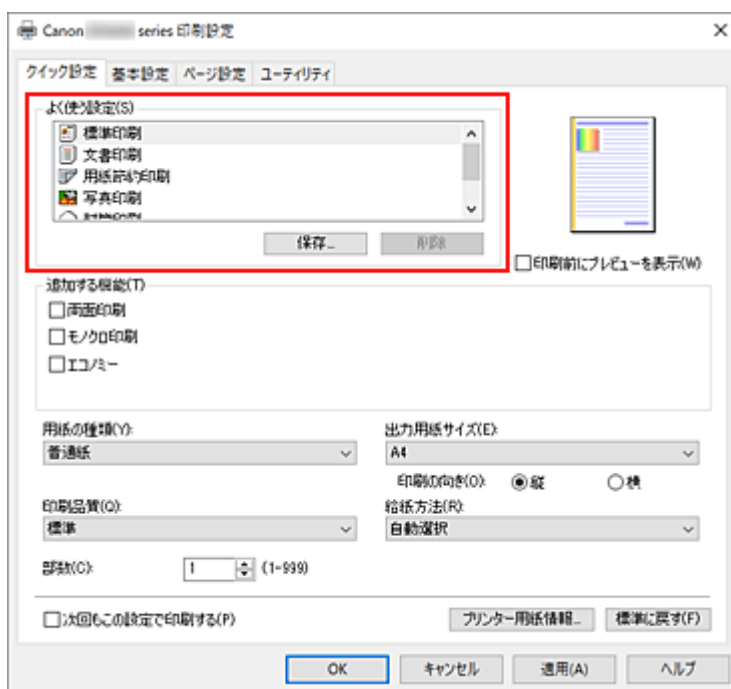 Canon series 印刷設定
クイック設定 基本設定 ページ設定 ユーティリティ
よく使う設定(S)
標準印刷
文書印刷
用紙節約印刷
写真印刷
保存... 削除
印刷前にプレビューを表示(W)
追加する機能(T)
両面印刷
モノクロ印刷
エコノミー
用紙の種類(Y): 出力用紙サイズ(E):
普通紙 A4
印刷の向き(O): 縦 横
印刷品質(Q): 給紙方法(R):
標準 自動選択
部数(C): 1 (1-999)
次回もこの設定で印刷する(P) プリンター用紙情報... 標準に戻す(F)
OK キャンセル 適用(A) ヘルプ